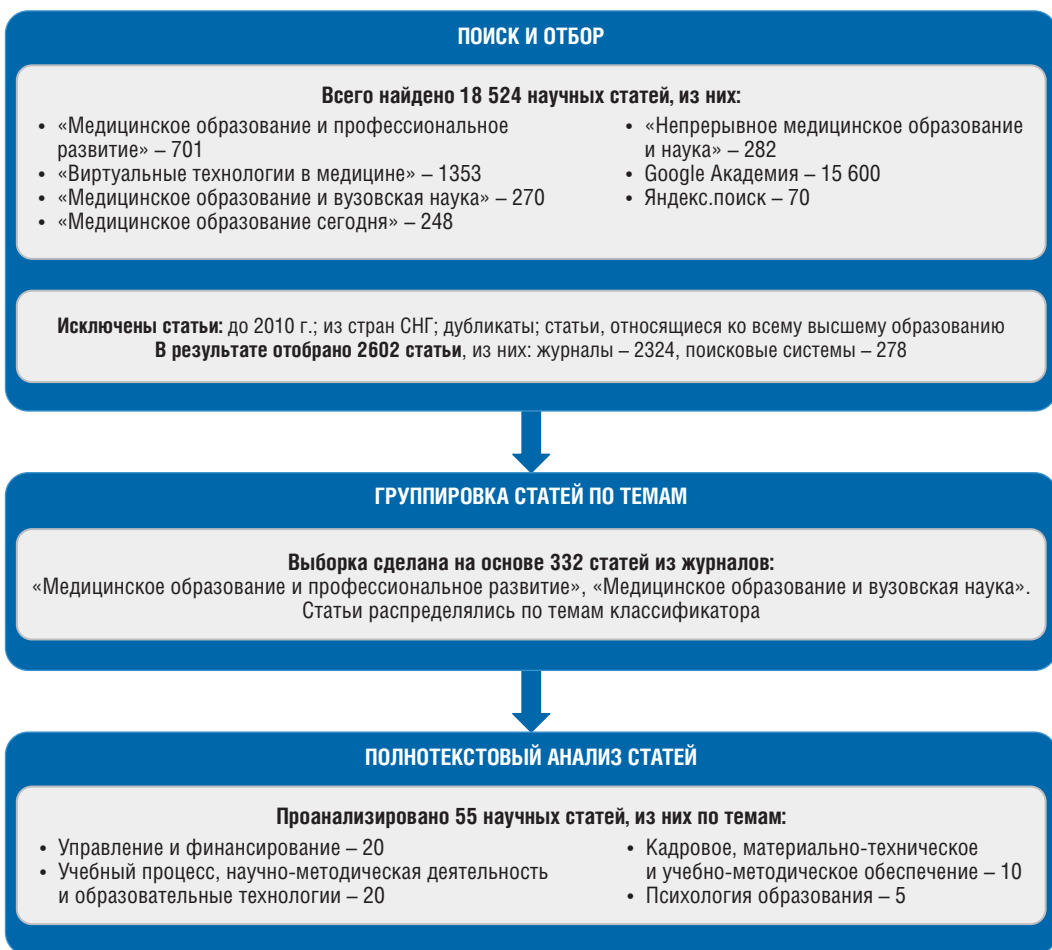 ПОИСК И ОТБОР
Всего найдено 18 524 научных статей, из них:
• «Медицинское образование и профессиональное
развитие» – 701
• «Виртуальные технологии в медицине» – 1353
• «Медицинское образование и вузовская наука» – 270
• «Медицинское образование сегодня» – 248
• «Непрерывное медицинское образование
и наука» – 282
• Google Академия – 15 600
• Яндекс.поиск – 70
Исключены статьи: до 2010 г.; из стран СНГ; дубликаты; статьи, относящиеся ко всему высшему образованию
В результате отобрано 2602 статьи, из них: журналы – 2324, поисковые системы – 278
ГРУППИРОВКА СТАТЕЙ ПО ТЕМАМ
Выборка сделана на основе 332 статей из журналов:
«Медицинское образование и профессиональное развитие», «Медицинское образование и вузовская наука».
Статьи распределялись по темам классификатора
ПОЛНОТЕКСТОВЫЙ АНАЛИЗ СТАТЕЙ
Проанализировано 55 научных статей, из них по темам:
• Управление и финансирование – 20
• Учебный процесс, научно-методическая деятельность
и образовательные технологии – 20
• Кадровое, материально-техническое
и учебно-методическое обеспечение – 10
• Психология образования – 5